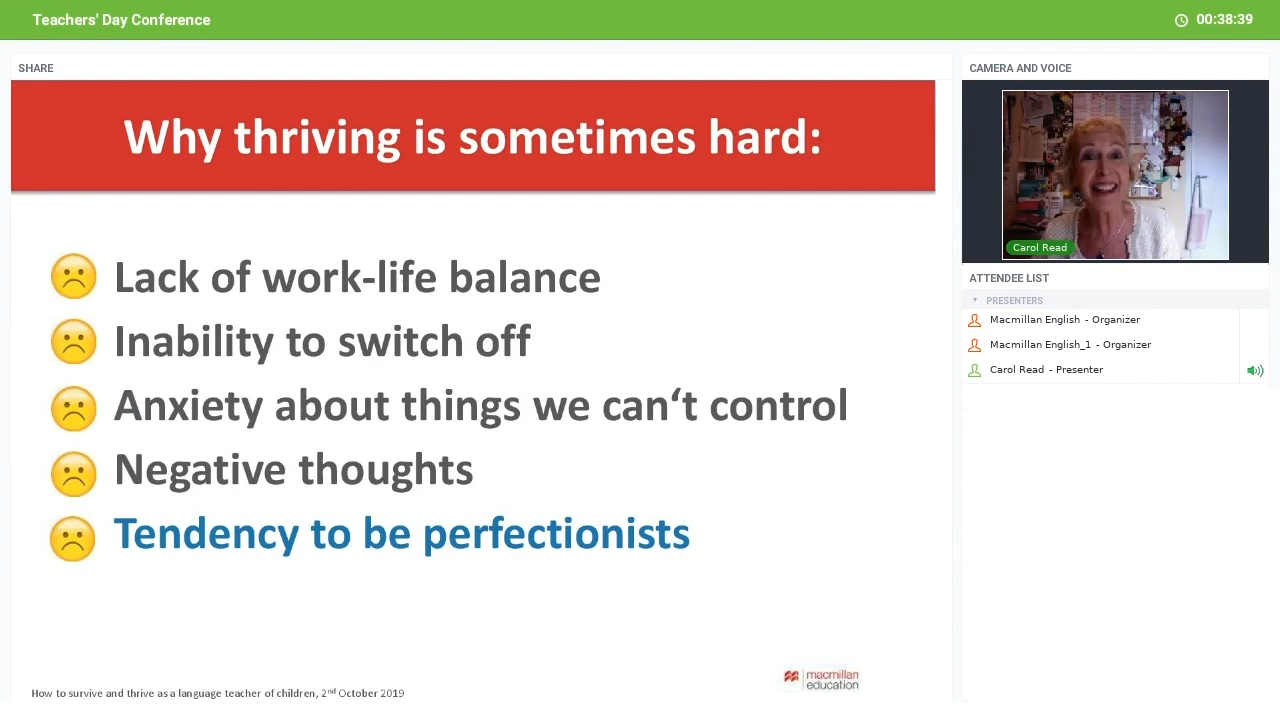 Teachers' Day Conference
00:38:39
SHARE
Why thriving is sometimes hard:
Lack of work-life balance
Inability to switch off
Anxiety about things we can‘t control
Negative thoughts
Tendency to be perfectionists
How to survive and thrive as a language teacher of children, 2nd October 2019
macmillan
education
CAMERA AND VOICE
Carol Read
ATTENDEE LIST
PRESENTERS
Macmillan English - Organizer
Macmillan English_1 - Organizer
Carol Read - Presenter